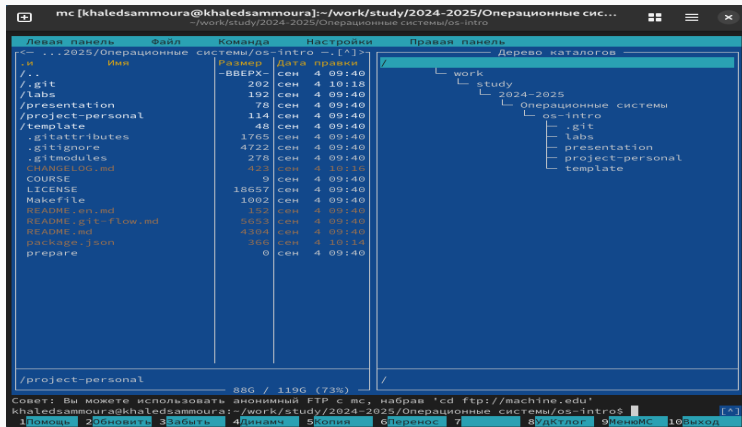 mc [khaledsammoura@khaledsammoura]:~/work/study/2024-2025/Операционные сис...
~/work/study/2024-2025/Операционные системы/os-intro
Левая панель Файл Команда Настройки Правая панель
<— ...2025/Операционные системы/os-intro —.[^]>
.и Имя Размер Дата правки
/.. -ВВЕРХ- сен 4 09:40
/.git 202 сен 4 10:18
/labs 192 сен 4 09:40
/presentation 78 сен 4 09:40
/project-personal 114 сен 4 09:40
/template 48 сен 4 09:40
.gitattributes 1765 сен 4 09:40
.gitignore 4722 сен 4 09:40
.gitmodules 278 сен 4 09:40
CHANGELOG.md 423 сен 4 10:16
COURSE 9 сен 4 09:40
LICENSE 18657 сен 4 09:40
Makefile 1002 сен 4 09:40
README.en.md 152 сен 4 09:40
README.git-flow.md 5653 сен 4 09:40
README.md 4304 сен 4 09:40
package.json 366 сен 4 10:14
prepare 0 сен 4 09:40
/project-personal
88G / 119G (73%)
Дерево каталогов
/
work
study
2024-2025
Операционные системы
os-intro
.git
labs
presentation
project-personal
template
/
Совет: Вы можете использовать анонимный FTP с mc, набрав 'cd ftp://machine.edu'
khaledsammoura@khaledsammoura:~/work/study/2024-2025/Операционные системы/os-intro$ [^]
1Помощь 2Обновить 3Забыть 4Динамч 5Копия 6Перенос 7 8УдКтлог 9МенюMC 10Выход